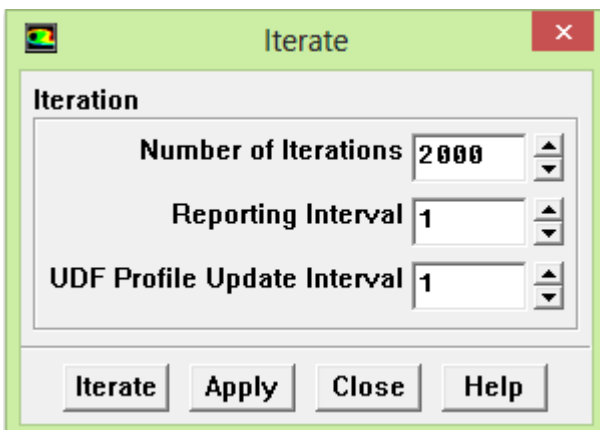 Iterate
Iteration
Number of Iterations 2000
Reporting Interval 1
UDF Profile Update Interval 1
Iterate Apply Close Help